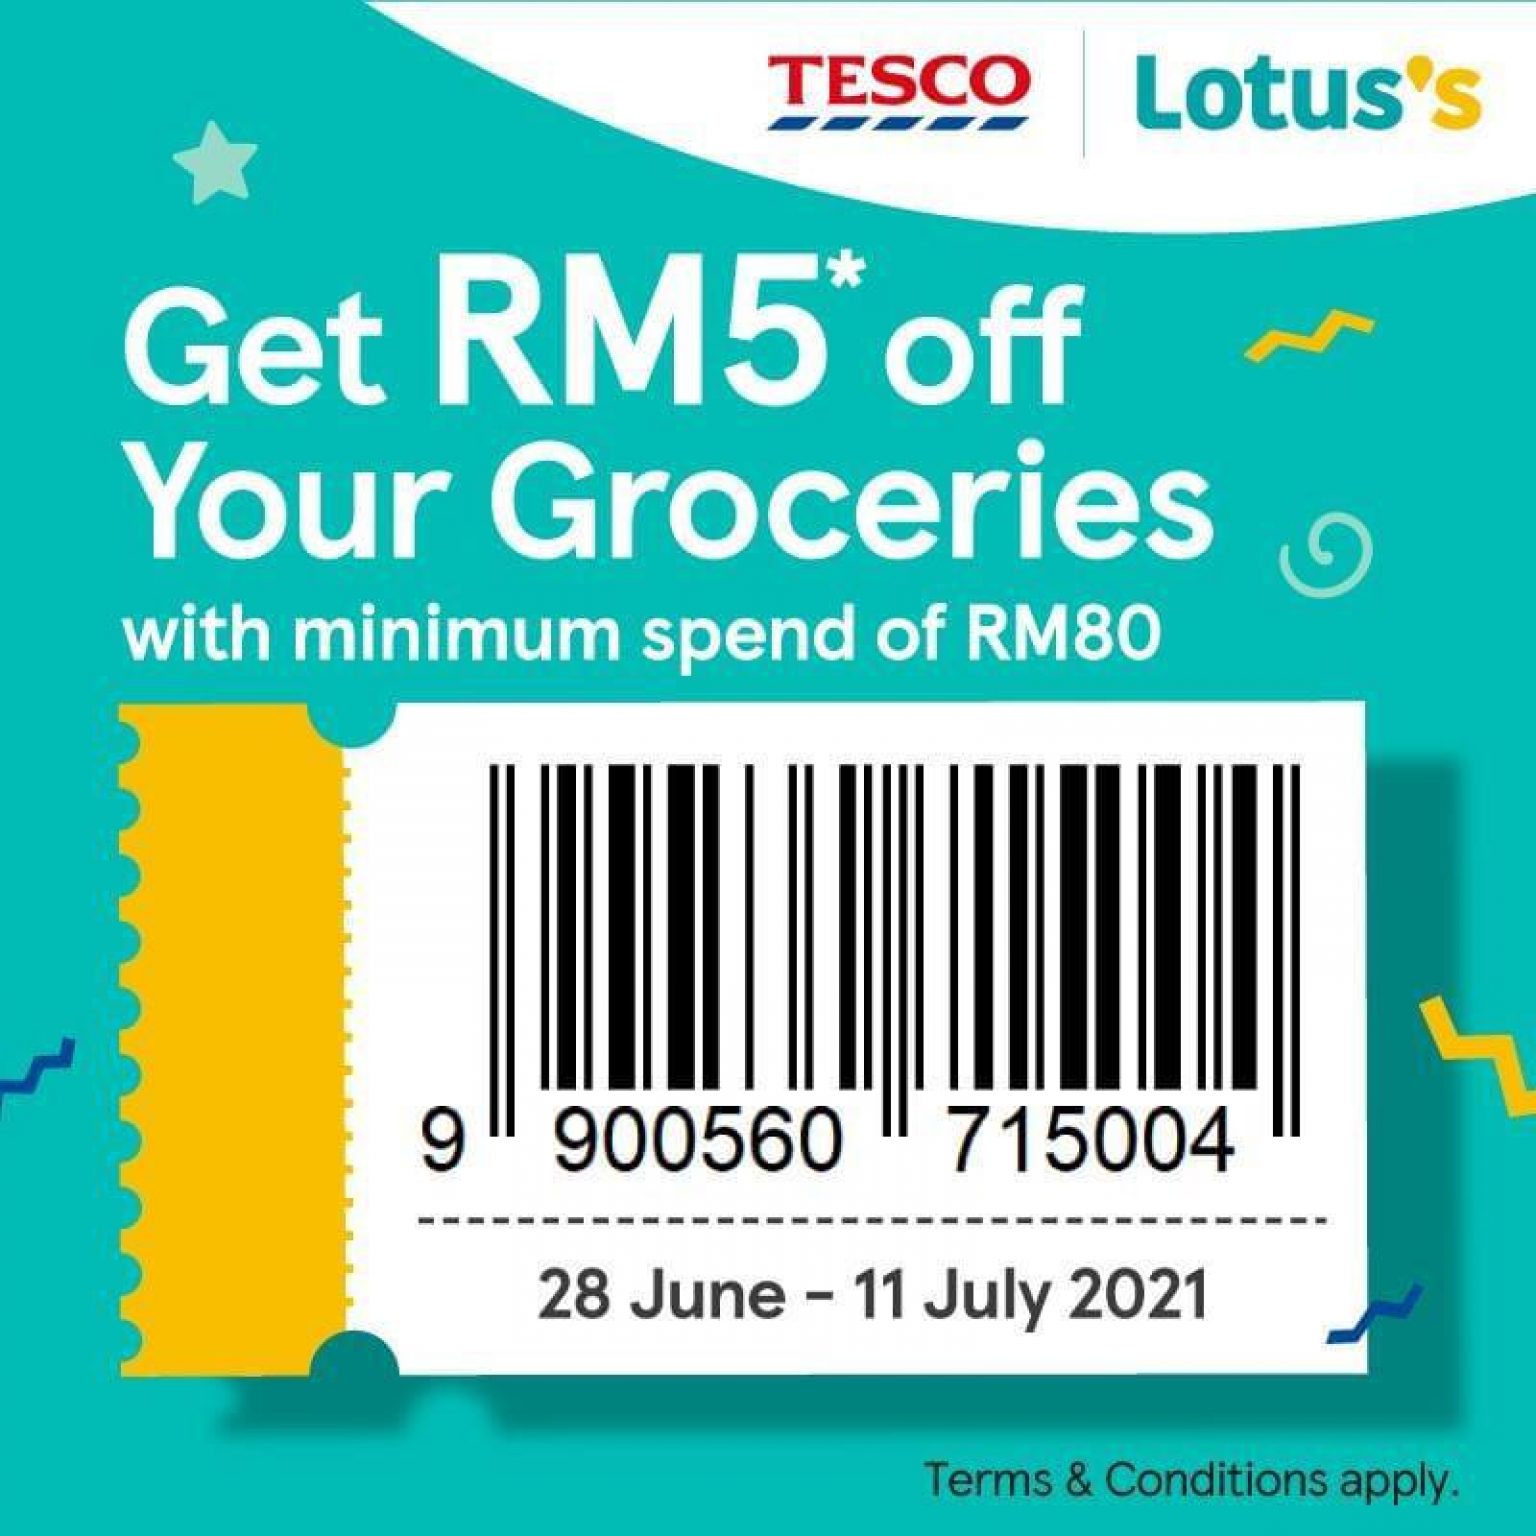 TESCO Lotus's
Get RM5* off
Your Groceries
with minimum spend of RM80
9 900560 715004
28 June - 11 July 2021
Terms & Conditions apply.